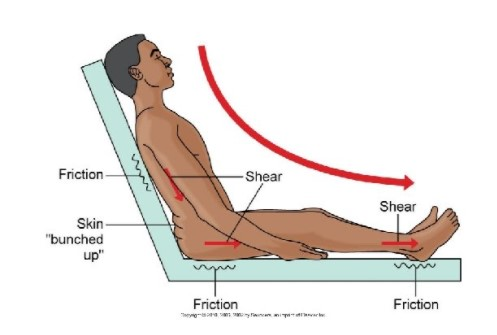 Friction
Shear
Shear
Skin
"bunched
up"
Friction
Friction